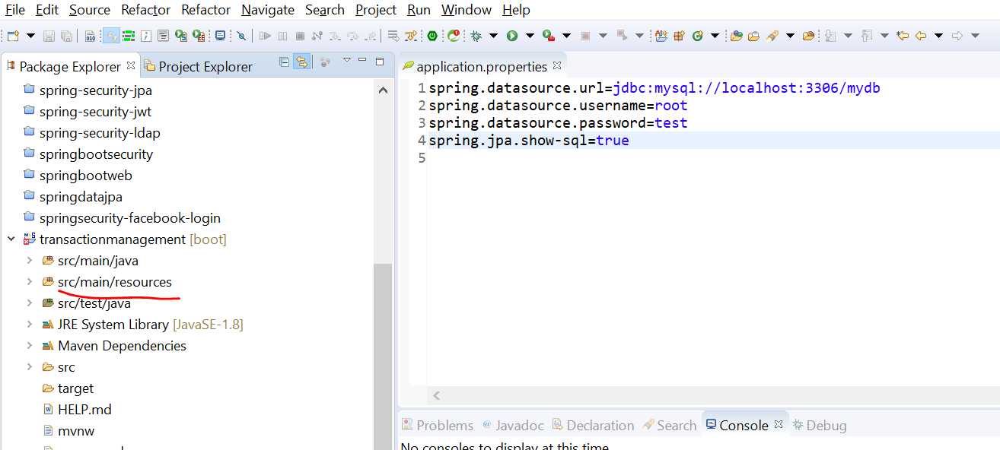 File Edit Source Refactor Refactor Navigate Search Project Run Window Help
Package Explorer Project Explorer
spring-security-jpa
spring-security-jwt
spring-security-ldap
springbootsecurity
springbootweb
springdatajpa
springsecurity-facebook-login
transactionmanagement [boot]
src/main/java
src/main/resources
src/test/java
JRE System Library [JavaSE-1.8]
Maven Dependencies
src
target
HELP.md
mvnw
application.properties
1 spring.datasource.url=jdbc:mysql://localhost:3306/mydb
2 spring.datasource.username=root
3 spring.datasource.password=test
4 spring.jpa.show-sql=true
5
Problems @ Javadoc Declaration Search Console Debug
No consoles to display at this time.